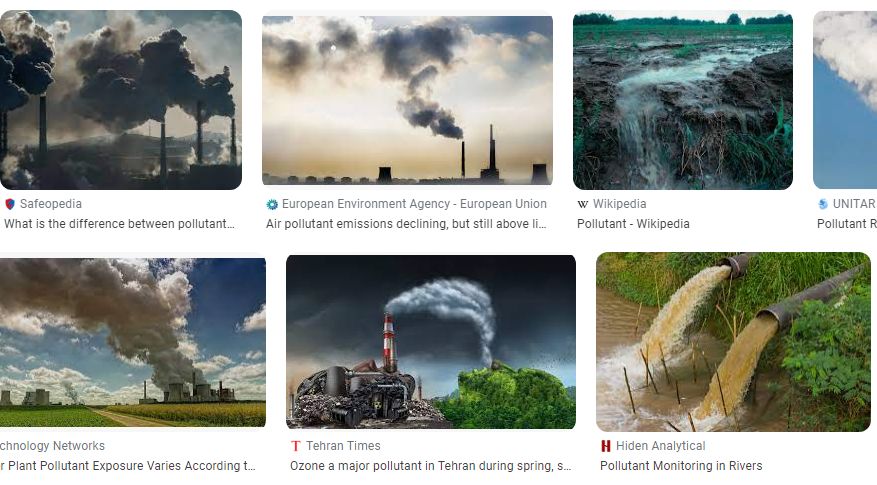 Safeopedia
What is the difference between pollutant...
European Environment Agency - European Union
Air pollutant emissions declining, but still above li...
W Wikipedia
Pollutant - Wikipedia
UNITAR
Pollutant R
chnology Networks
r Plant Pollutant Exposure Varies According t...
T Tehran Times
Ozone a major pollutant in Tehran during spring, s...
H Hiden Analytical
Pollutant Monitoring in Rivers